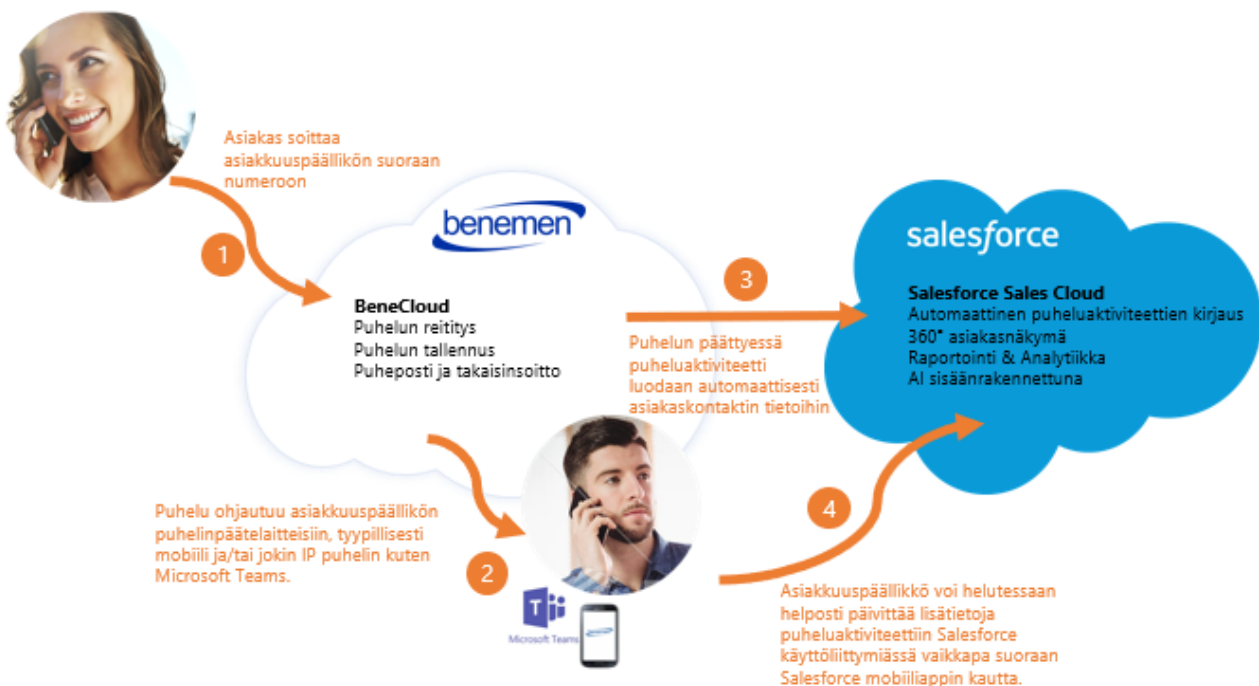 Asiakas soittaa
asiakkuuspäällikön suoraan
numeroon
1
benemen
BeneCloud
Puhelun reititys
Puhelun tallennus
Puheposti ja takaisinsoitto
3
Puhelun päättyessä
puheluaktiviteetti
luodaan automaattisesti
asiakaskontaktin tietoihin
salesforce
Salesforce Sales Cloud
Automaattinen puheluaktiviteettien kirjaus
360° asiakasnäkymä
Raportointi & Analytiikka
AI sisäänrakennettuna
Puhelu ohjautuu asiakkuuspäällikön
puhelinpäätelaitteisiin, tyypillisesti
mobiili ja/tai jokin IP puhelin kuten
Microsoft Teams.
2
T
Microsoft Teams
4
Asiakkuuspäällikkö voi helutessaan
helposti päivittää lisätietoja
puheluaktiviteettiin Salesforce
käyttöliittymiässä vaikkapa suoraan
Salesforce mobiiliappin kautta.